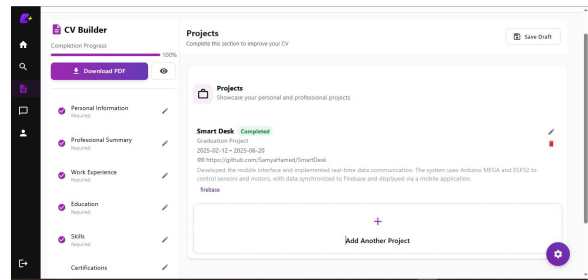 CV Builder
Completion Progress
100%
Download PDF
Personal Information
Required
Professional Summary
Required
Work Experience
Required
Education
Required
Skills
Required
Certifications
Projects
Complete this section to improve your CV
Save Draft
Projects
Showcase your personal and professional projects
Smart Desk Completed
Graduation Project
2025-02-12 • 2025-06-20
https://github.com/SamyaHamed/SmartDesk
Developed the mobile interface and implemented real-time data communication. The system uses Arduino MEGA and ESP32 to
control sensors and motors, with data synchronized to Firebase and displayed via a mobile application.
firebase
+
Add Another Project